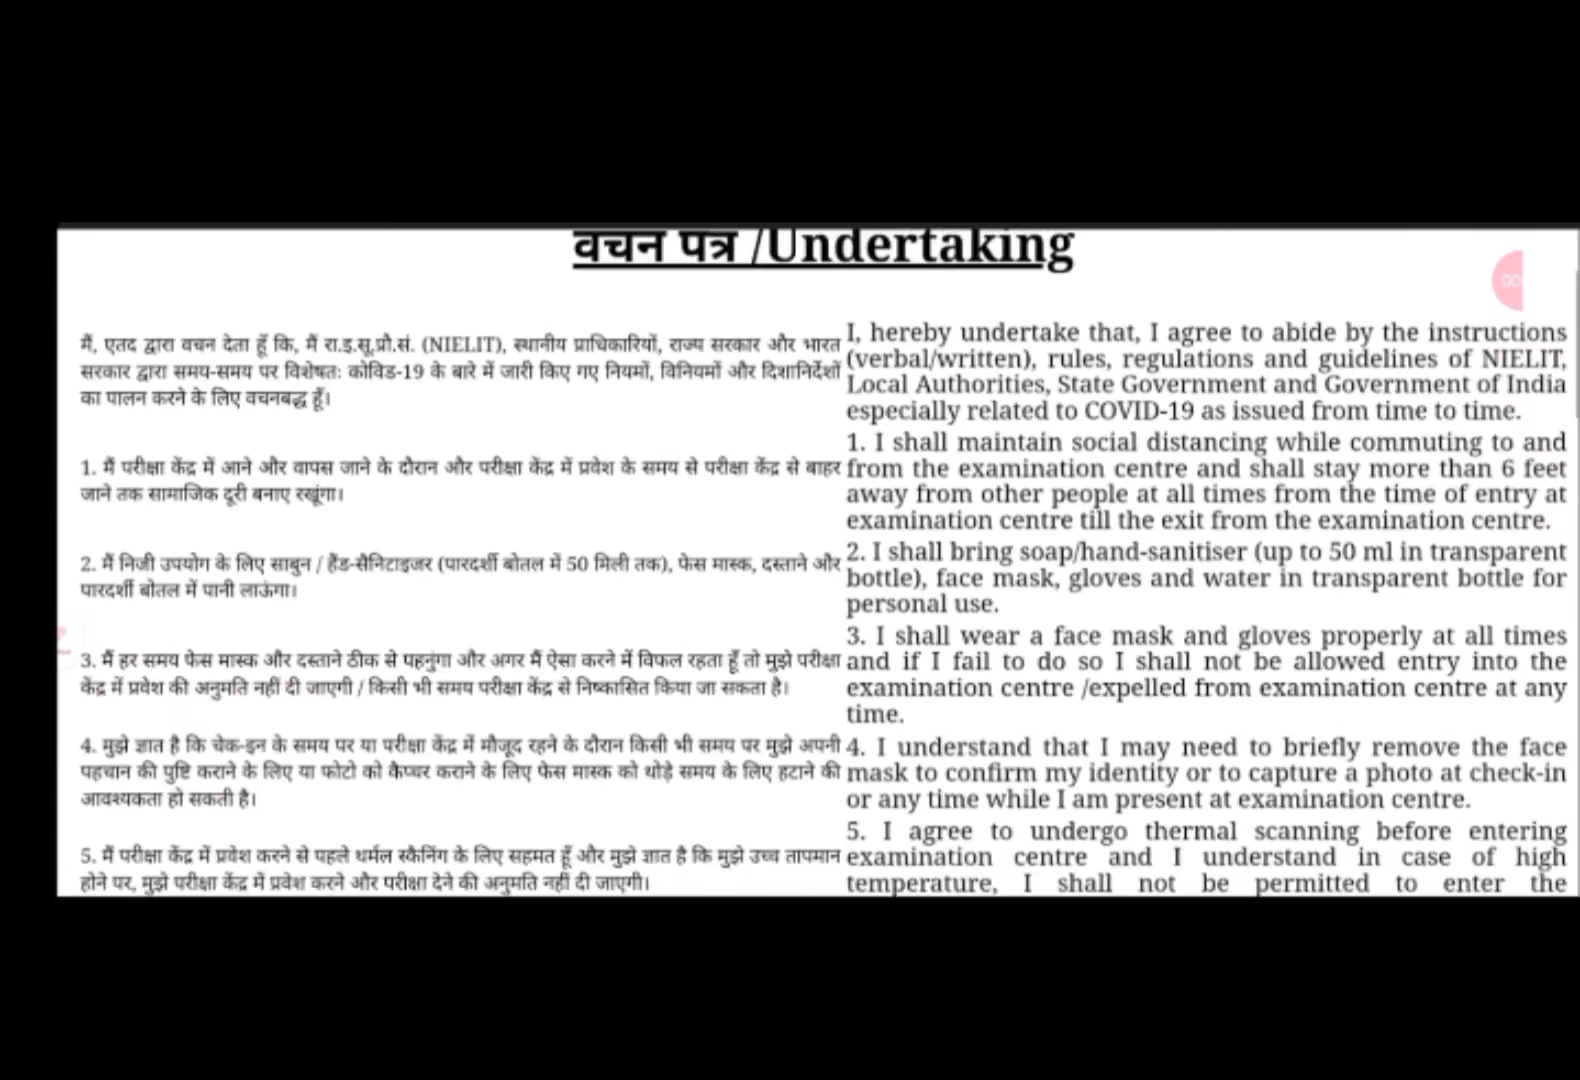 वचन पत्र /Undertaking
मैं, एतद द्वारा वचन देता हूँ कि, मैं रा.इ.सू.प्रौ.सं. (NIELIT), स्थानीय प्राधिकारियों, राज्य सरकार और भारत
सरकार द्वारा समय-समय पर विशेषतः कोविड-19 के बारे में जारी किए गए नियमों, विनियमों और दिशानिर्देशों
का पालन करने के लिए वचनबद्ध हूँ।
1. मैं परीक्षा केंद्र में आने और वापस जाने के दौरान और परीक्षा केंद्र में प्रवेश के समय से परीक्षा केंद्र से बाहर
जाने तक सामाजिक दूरी बनाए रखूंगा।
2. मैं निजी उपयोग के लिए साबुन / हैंड-सैनिटाइजर (पारदर्शी बोतल में 50 मिली तक), फेस मास्क, दस्ताने और
पारदर्शी बोतल में पानी लाऊंगा।
3. मैं हर समय फेस मास्क और दस्ताने ठीक से पहनुंगा और अगर मैं ऐसा करने में विफल रहता हूँ तो मुझे परीक्षा
केंद्र में प्रवेश की अनुमति नहीं दी जाएगी / किसी भी समय परीक्षा केंद्र से निष्कासित किया जा सकता है।
4. मुझे ज्ञात है कि चेक-इन के समय पर या परीक्षा केंद्र में मौजूद रहने के दौरान किसी भी समय पर मुझे अपनी
पहचान की पुष्टि कराने के लिए या फोटो को कैप्चर कराने के लिए फेस मास्क को थोड़े समय के लिए हटाने की
आवश्यकता हो सकती है।
5. मैं परीक्षा केंद्र में प्रवेश करने से पहले थर्मल स्कैनिंग के लिए सहमत हूँ और मुझे ज्ञात है कि मुझे उच्च तापमान
होने पर, मुझे परीक्षा केंद्र में प्रवेश करने और परीक्षा देने की अनुमति नहीं दी जाएगी।
I, hereby undertake that, I agree to abide by the instructions
(verbal/written), rules, regulations and guidelines of NIELIT,
Local Authorities, State Government and Government of India
especially related to COVID-19 as issued from time to time.
1. I shall maintain social distancing while commuting to and
from the examination centre and shall stay more than 6 feet
away from other people at all times from the time of entry at
examination centre till the exit from the examination centre.
2. I shall bring soap/hand-sanitiser (up to 50 ml in transparent
bottle), face mask, gloves and water in transparent bottle for
personal use.
3. I shall wear a face mask and gloves properly at all times
and if I fail to do so I shall not be allowed entry into the
examination centre /expelled from examination centre at any
time.
4. I understand that I may need to briefly remove the face
mask to confirm my identity or to capture a photo at check-in
or any time while I am present at examination centre.
5. I agree to undergo thermal scanning before entering
examination centre and I understand in case of high
temperature, I shall not be permitted to enter the